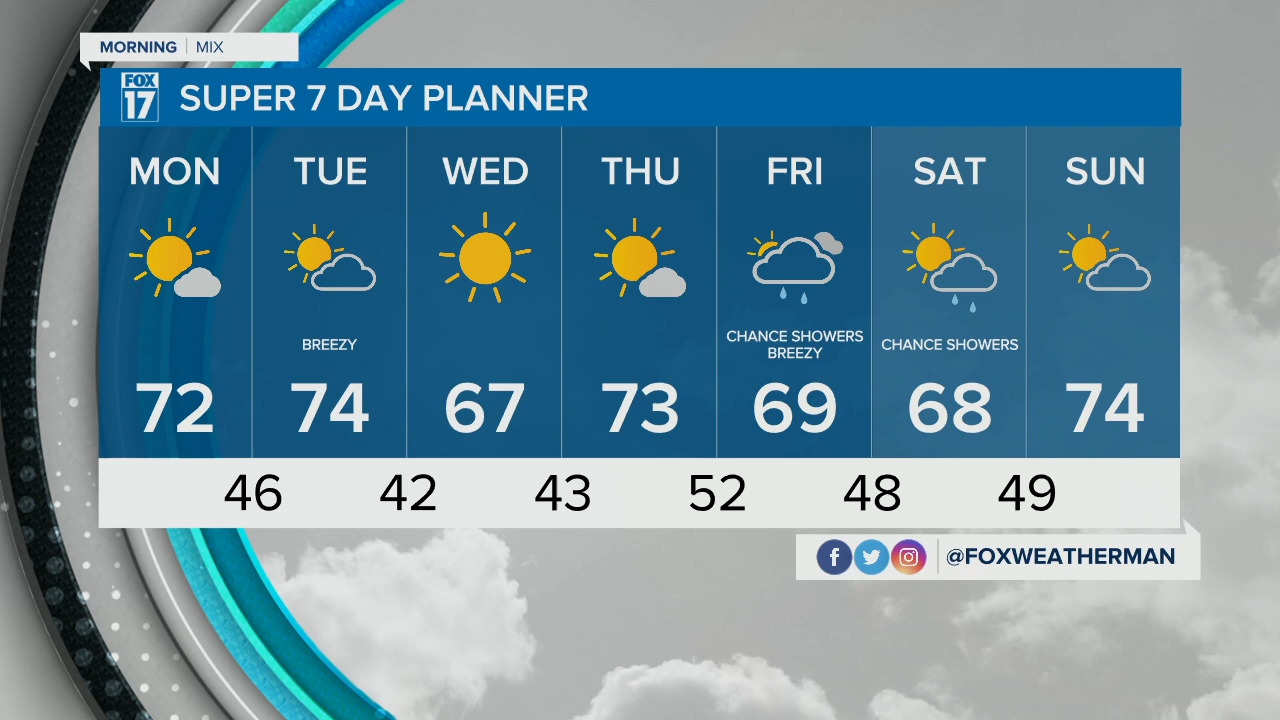 MORNING | MIX
FOX
17
SUPER 7 DAY PLANNER
MON TUE WED THU FRI SAT SUN
BREEZY CHANCE SHOWERS CHANCE SHOWERS
BREEZY
72 74 67 73 69 68 74
46 42 43 52 48 49
@FOXWEATHERMAN